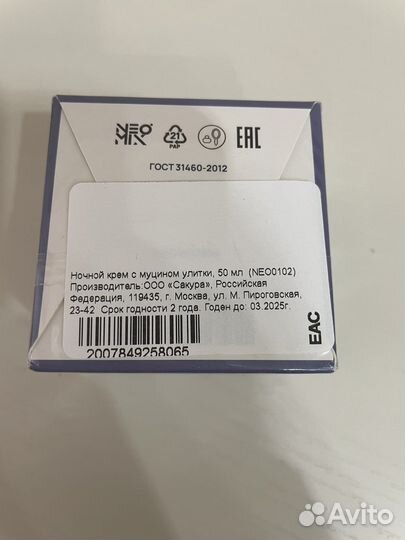 NEO
21
PAP
EAC
ГОСТ 31460-2012
Ночной крем с муцином улитки, 50 мл (NEO0102)
Производитель:ООО «Сакура», Российская
Федерация, 119435, г. Москва, ул. М. Пироговская,
23-42 Срок годности 2 года. Годен до: 03.2025г.
2007849258065
EAC
Avito